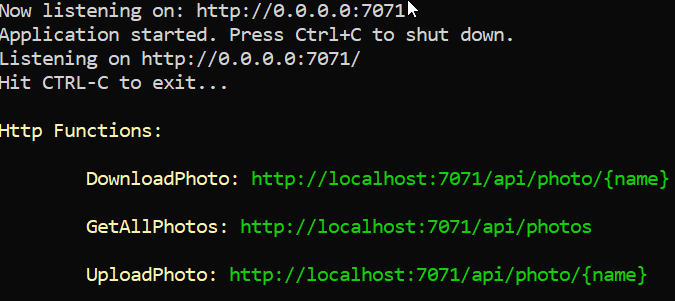 Now listening on: http://0.0.0.0:7071
Application started. Press Ctrl+C to shut down.
Listening on http://0.0.0.0:7071/
Hit CTRL-C to exit...
Http Functions:
DownloadPhoto: http://localhost:7071/api/photo/{name}
GetAllPhotos: http://localhost:7071/api/photos
UploadPhoto: http://localhost:7071/api/photo/{name}